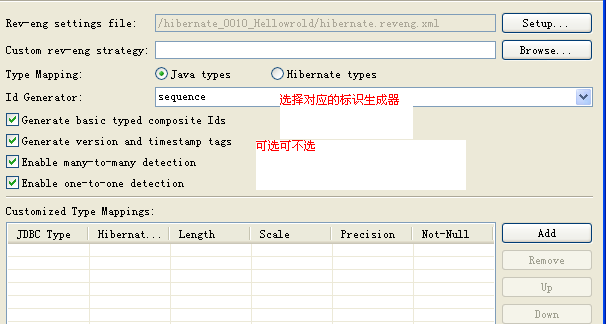 Rev-eng settings file: /hibernate_0010_Hellowrold/hibernate.reveng.xml Setup...
Custom rev-eng strategy: Browse...
Type Mapping: Java types Hibernate types
Id Generator: sequence
选择对应的标识生成器
Generate basic typed composite Ids
Generate version and timestamp tags
可选可不选
Enable many-to-many detection
Enable one-to-one detection
Customized Type Mappings:
JDBC Type Hibernat... Length Scale Precision Not-Null
Add
Remove
Up
Down